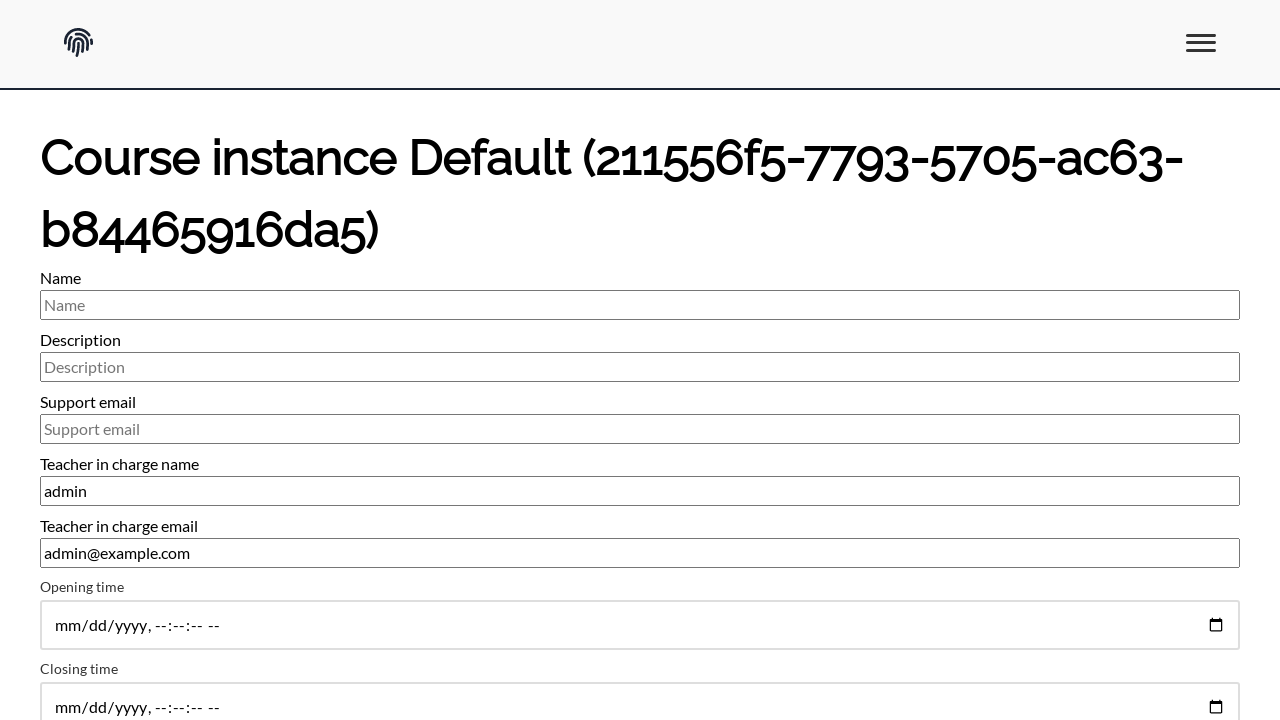 Course instance Default (211556f5-7793-5705-ac63-
b84465916da5)
Name
Name
Description
Description
Support email
Support email
Teacher in charge name
admin
Teacher in charge email
admin@example.com
Opening time
mm/dd/yyyy, --:--:-- --
Closing time
mm/dd/yyyy, --:--:-- --